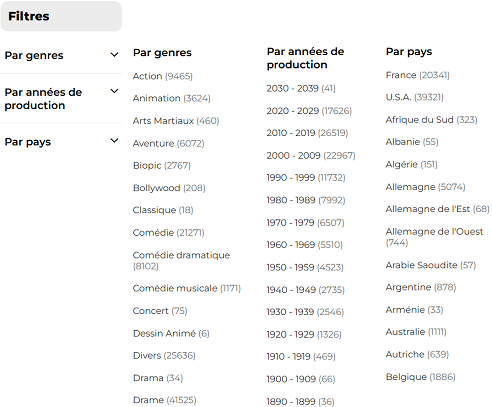 Filtres
Par genres
Par années de
production
Par pays
Par genres
Action (9465)
Animation (3624)
Arts Martiaux (460)
Aventure (6072)
Biopic (2767)
Bollywood (208)
Classique (18)
Comédie (21271)
Comédie dramatique
(8102)
Comédie musicale (1171)
Concert (75)
Dessin Animé (6)
Divers (25636)
Drama (34)
Drame (41525)
Par années de
production
2030 - 2039 (41)
2020 - 2029 (17626)
2010 - 2019 (26519)
2000 - 2009 (22967)
1990 - 1999 (11732)
1980 - 1989 (7992)
1970 - 1979 (6507)
1960 - 1969 (5510)
1950 - 1959 (4523)
1940 - 1949 (2735)
1930 - 1939 (2546)
1920 - 1929 (1326)
1910 - 1919 (469)
1900 - 1909 (66)
1890 - 1899 (36)
Par pays
France (20341)
U.S.A. (39321)
Afrique du Sud (323)
Albanie (55)
Algérie (151)
Allemagne (5074)
Allemagne de l'Est (68)
Allemagne de l'Ouest
(744)
Arabie Saoudite (57)
Argentine (878)
Arménie (33)
Australie (1111)
Autriche (639)
Belgique (1886)